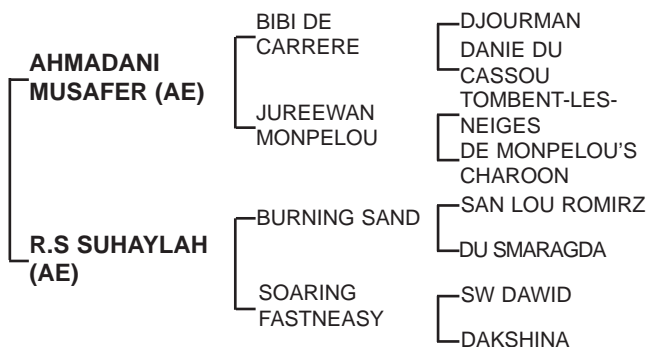 AHMADANI
MUSAFER (AE)
R.S SUHAYLAH
(AE)
BIBI DE
CARRERE
JUREEWAN
MONPELOU
BURNING SAND
SOARING
FASTNEASY
DJOURMAN
DANIE DU
CASSOU
TOMBENT-LES-
NEIGES
DE MONPELOU'S
CHAROON
SAN LOU ROMIRZ
DU SMARAGDA
SW DAWID
DAKSHINA